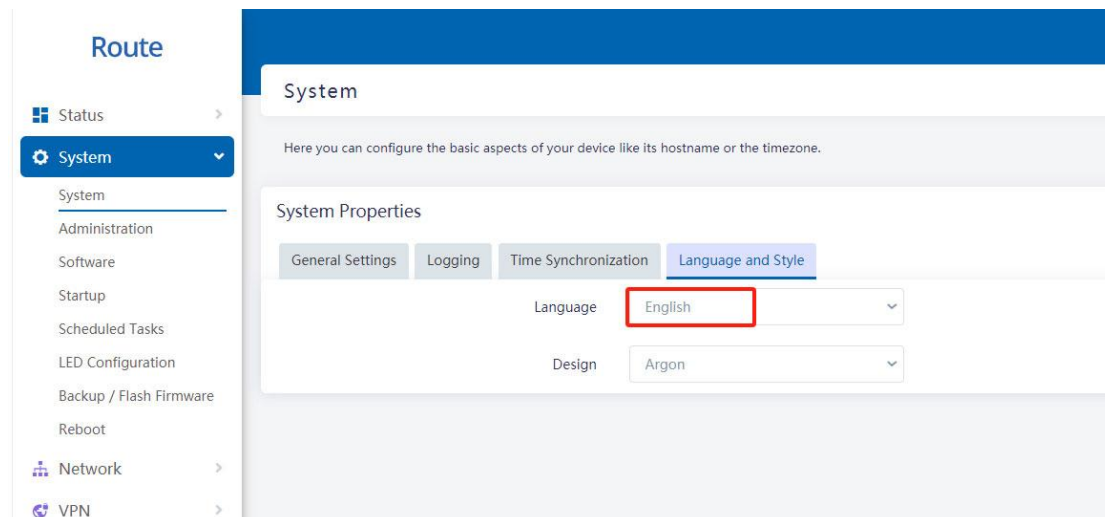 Route
Status
System
System
Administration
Software
Startup
Scheduled Tasks
LED Configuration
Backup / Flash Firmware
Reboot
Network
VPN
System
Here you can configure the basic aspects of your device like its hostname or the timezone.
System Properties
General Settings Logging Time Synchronization Language and Style
Language English
Design Argon